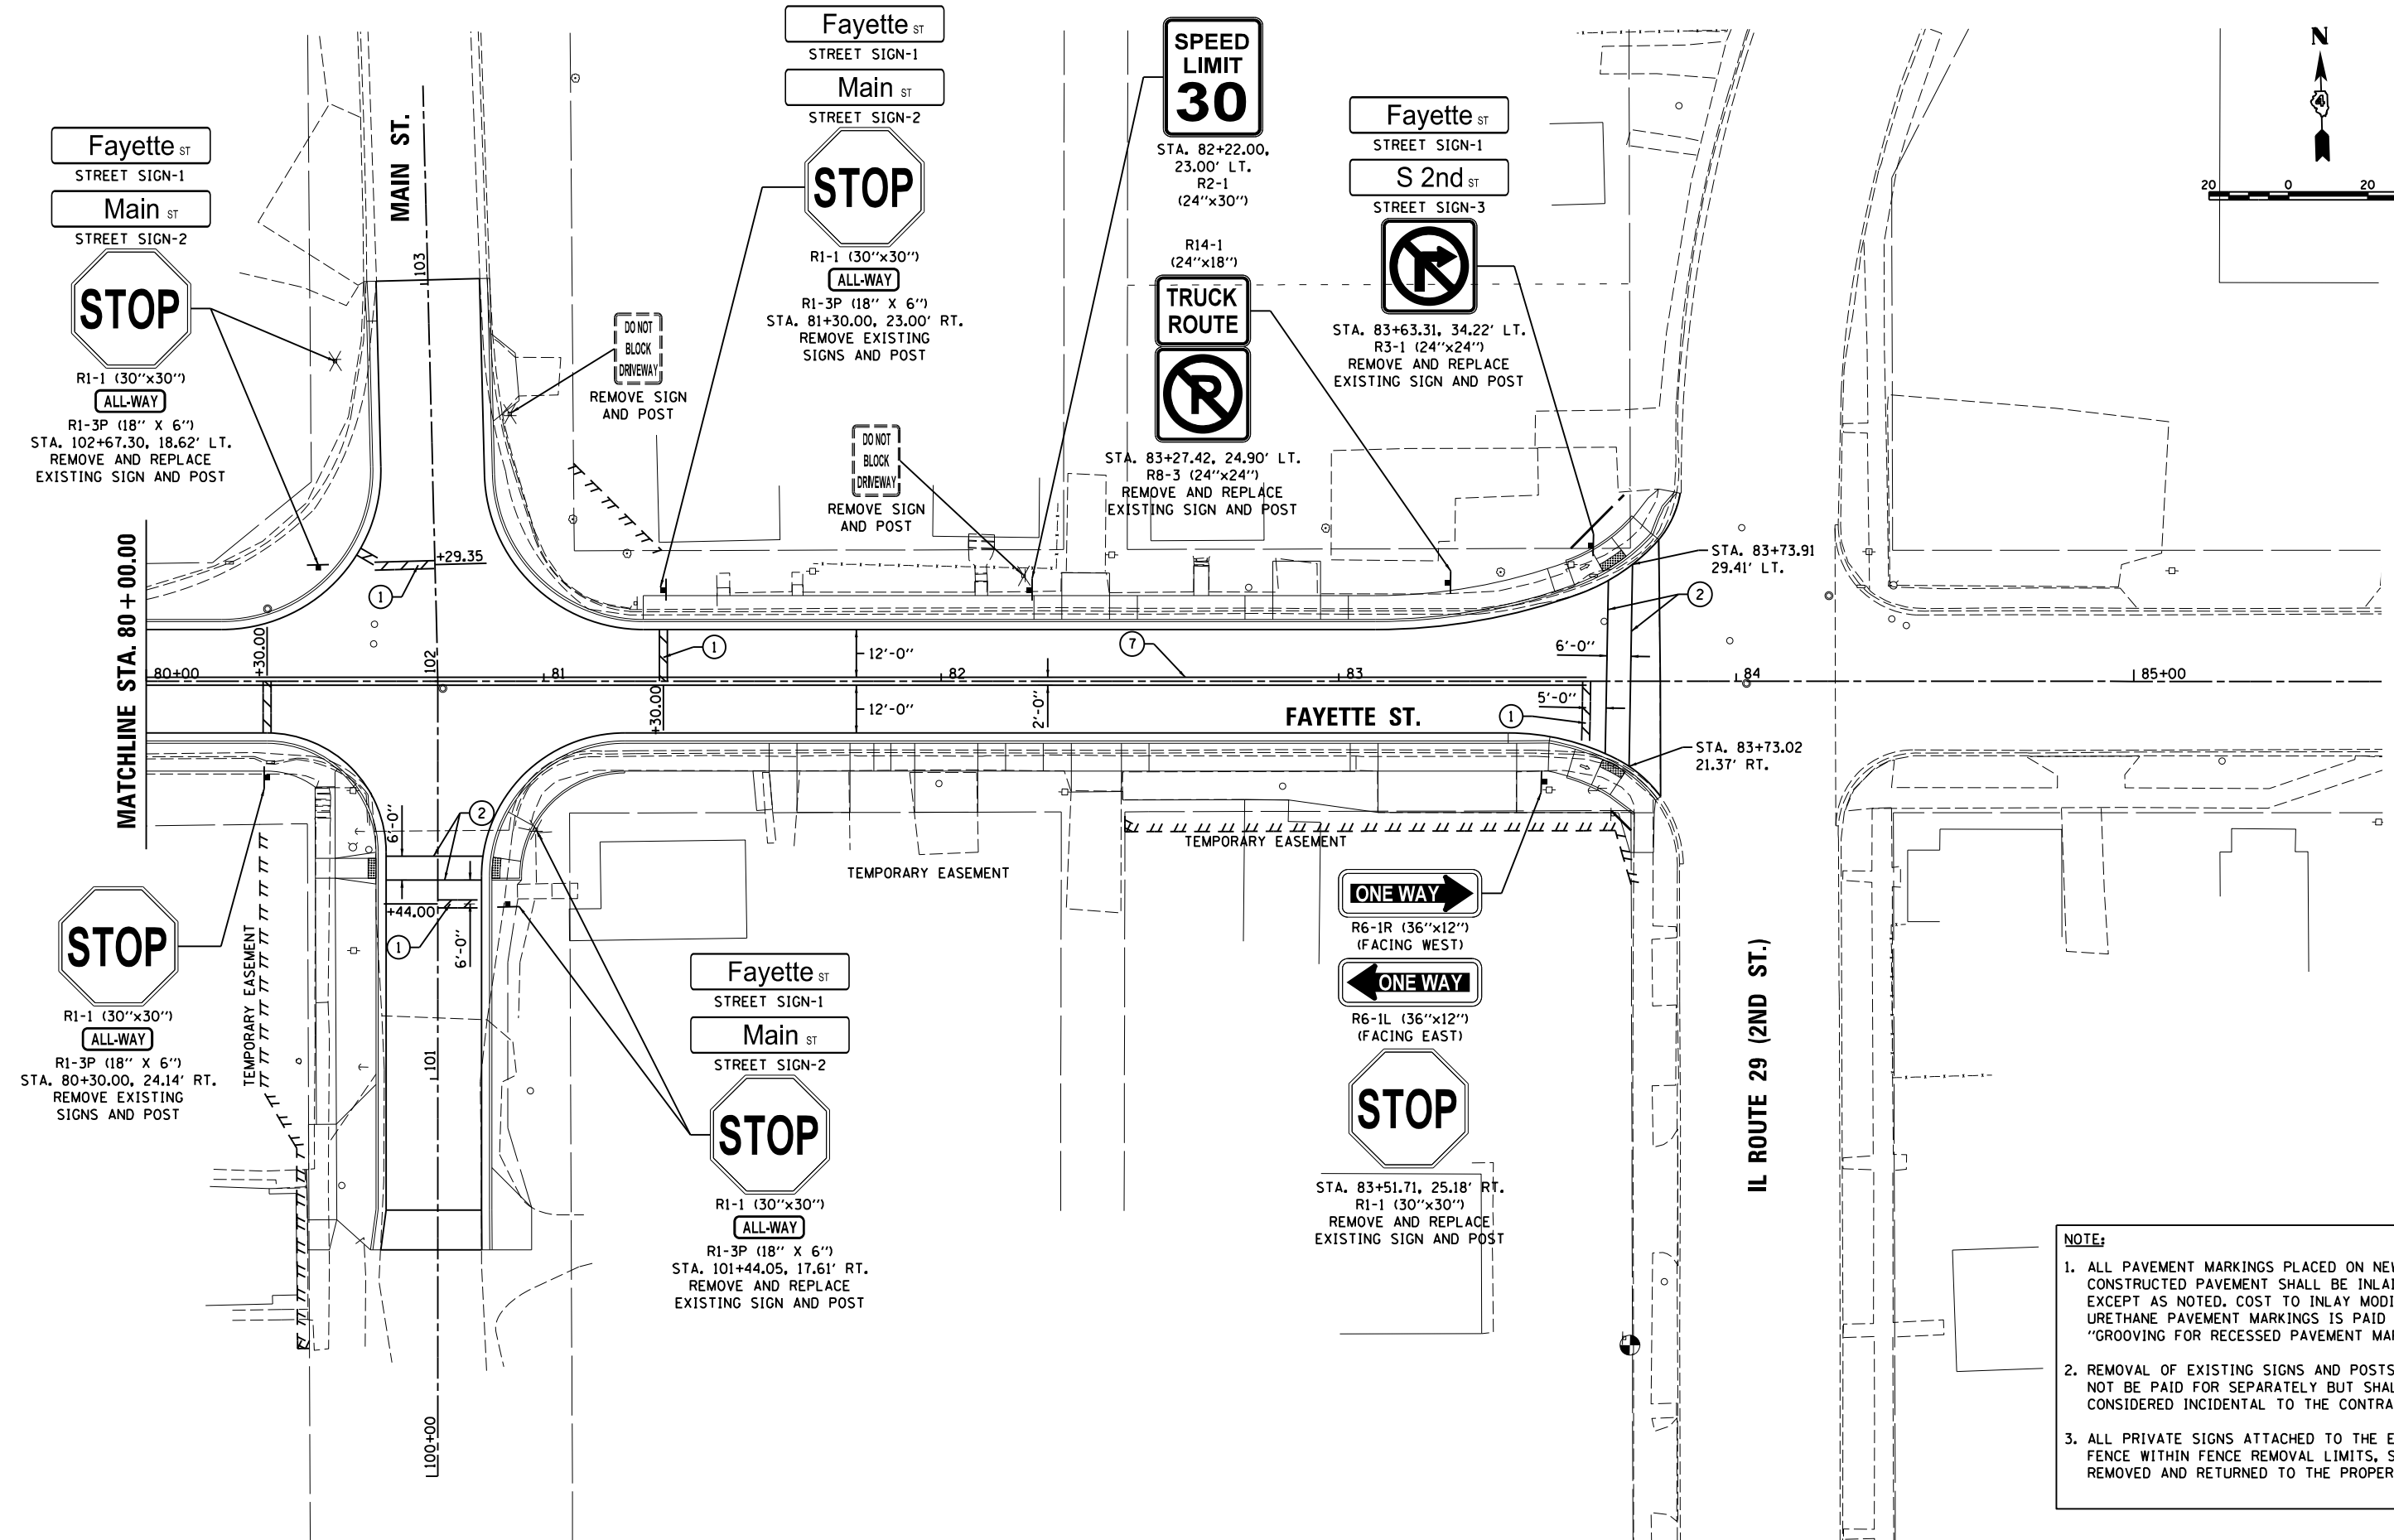 Fayette ST
STREET SIGN-1
Main ST
STREET SIGN-2
STOP
R1-1 (30''x30'')
ALL-WAY
R1-3P (18'' X 6'')
STA. 102+67.30, 18.62' LT.
REMOVE AND REPLACE
EXISTING SIGN AND POST
MAIN ST.
103
DO NOT
BLOCK
DRIVEWAY
REMOVE SIGN
AND POST
Fayette ST
STREET SIGN-1
Main ST
STREET SIGN-2
STOP
R1-1 (30''x30'')
ALL-WAY
R1-3P (18'' X 6'')
STA. 81+30.00, 23.00' RT.
REMOVE EXISTING
SIGNS AND POST
DO NOT
BLOCK
DRIVEWAY
REMOVE SIGN
AND POST
SPEED
LIMIT
30
STA. 82+22.00,
23.00' LT.
R2-1
(24''x30'')
R14-1
(24''x18'')
TRUCK
ROUTE
P
STA. 83+27.42, 24.90' LT.
R8-3 (24''x24'')
REMOVE AND REPLACE
EXISTING SIGN AND POST
Fayette ST
STREET SIGN-1
S 2nd ST
STREET SIGN-3
STA. 83+63.31, 34.22' LT.
R3-1 (24''x24'')
REMOVE AND REPLACE
EXISTING SIGN AND POST
N
4
20 0 20
STA. 83+73.91
29.41' LT.
2
MATCHLINE STA. 80 + 00.00
+29.35
1
+30.00
102
80+00
81
1
+30.00
12'-0''
12'-0''
82
2'-0''
7
83
6'-0''
5'-0''
1
84
85+00
FAYETTE ST.
STA. 83+73.02
21.37' RT.
6'-0''
2
+44.00
1
6'-0''
101
100+00
TEMPORARY EASEMENT
TEMPORARY EASEMENT
TEMPORARY EASEMENT
STOP
R1-1 (30''x30'')
ALL-WAY
R1-3P (18'' X 6'')
STA. 80+30.00, 24.14' RT.
REMOVE EXISTING
SIGNS AND POST
Fayette ST
STREET SIGN-1
Main ST
STREET SIGN-2
STOP
R1-1 (30''x30'')
ALL-WAY
R1-3P (18'' X 6'')
STA. 101+44.05, 17.61' RT.
REMOVE AND REPLACE
EXISTING SIGN AND POST
ONE WAY
R6-1R (36''x12'')
(FACING WEST)
ONE WAY
R6-1L (36''x12'')
(FACING EAST)
STOP
STA. 83+51.71, 25.18' RT.
R1-1 (30''x30'')
REMOVE AND REPLACE
EXISTING SIGN AND POST
IL ROUTE 29 (2ND ST.)
NOTE:
1. ALL PAVEMENT MARKINGS PLACED ON
CONSTRUCTED PAVEMENT SHALL BE
EXCEPT AS NOTED. COST TO INLAY
URETHANE PAVEMENT MARKINGS IS PAID
"GROOVING FOR RECESSED PAVEMENT
2. REMOVAL OF EXISTING SIGNS AND POSTS
NOT BE PAID FOR SEPARATELY BUT
CONSIDERED INCIDENTAL TO THE
3. ALL PRIVATE SIGNS ATTACHED TO THE
FENCE WITHIN FENCE REMOVAL LIMITS,
REMOVED AND RETURNED TO THE